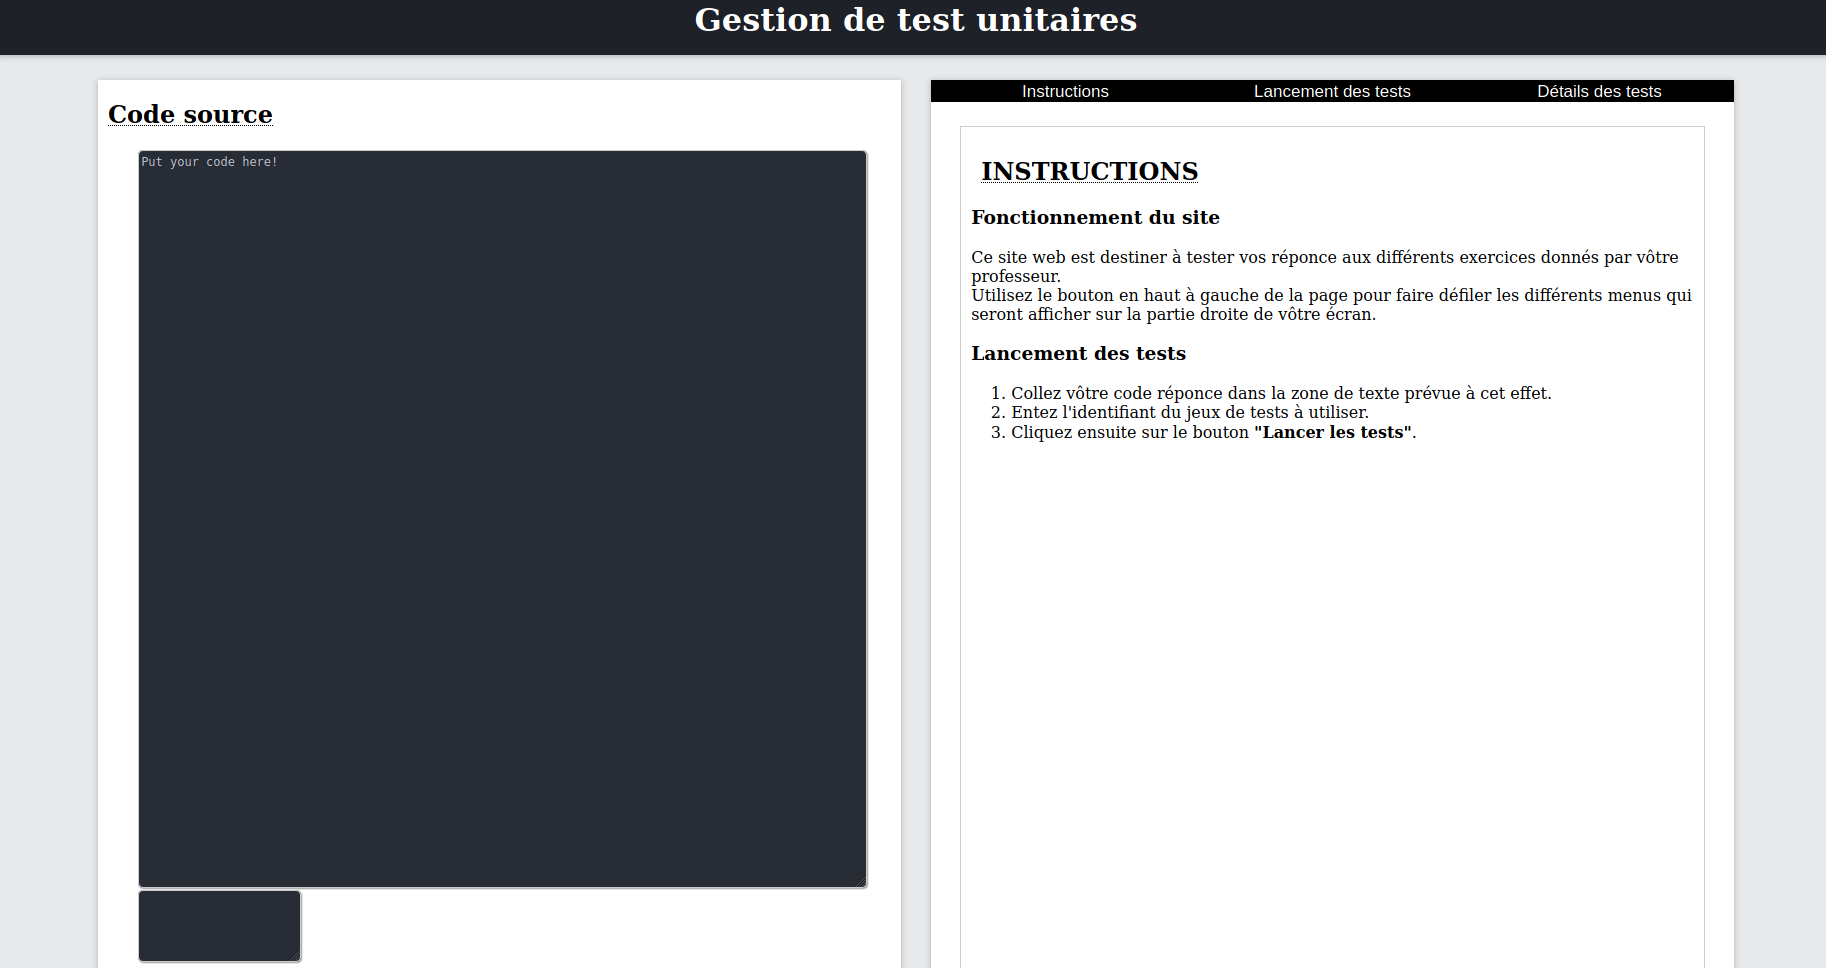 Gestion de test unitaires
Code source
Put your code here!
Instructions Lancement des tests Détails des tests
INSTRUCTIONS
Fonctionnement du site
Ce site web est destiner à tester vos réponce aux différents exercices donnés par vôtre
professeur.
Utilisez le bouton en haut à gauche de la page pour faire défiler les différents menus qui
seront afficher sur la partie droite de vôtre écran.
Lancement des tests
1. Collez vôtre code réponce dans la zone de texte prévue à cet effet.
2. Entez l'identifiant du jeux de tests à utiliser.
3. Cliquez ensuite sur le bouton "Lancer les tests".